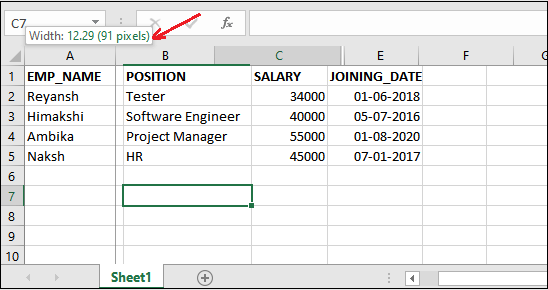 C7
fx
Width: 12.29 (91 pixels)
A B C E F G
1 EMP_NAME POSITION SALARY JOINING_DATE
2 Reyansh Tester 34000 01-06-2018
3 Himakshi Software Engineer 40000 05-07-2016
4 Ambika Project Manager 55000 01-08-2020
5 Naksh HR 45000 07-01-2017
6
7
8
9
10
Sheet1